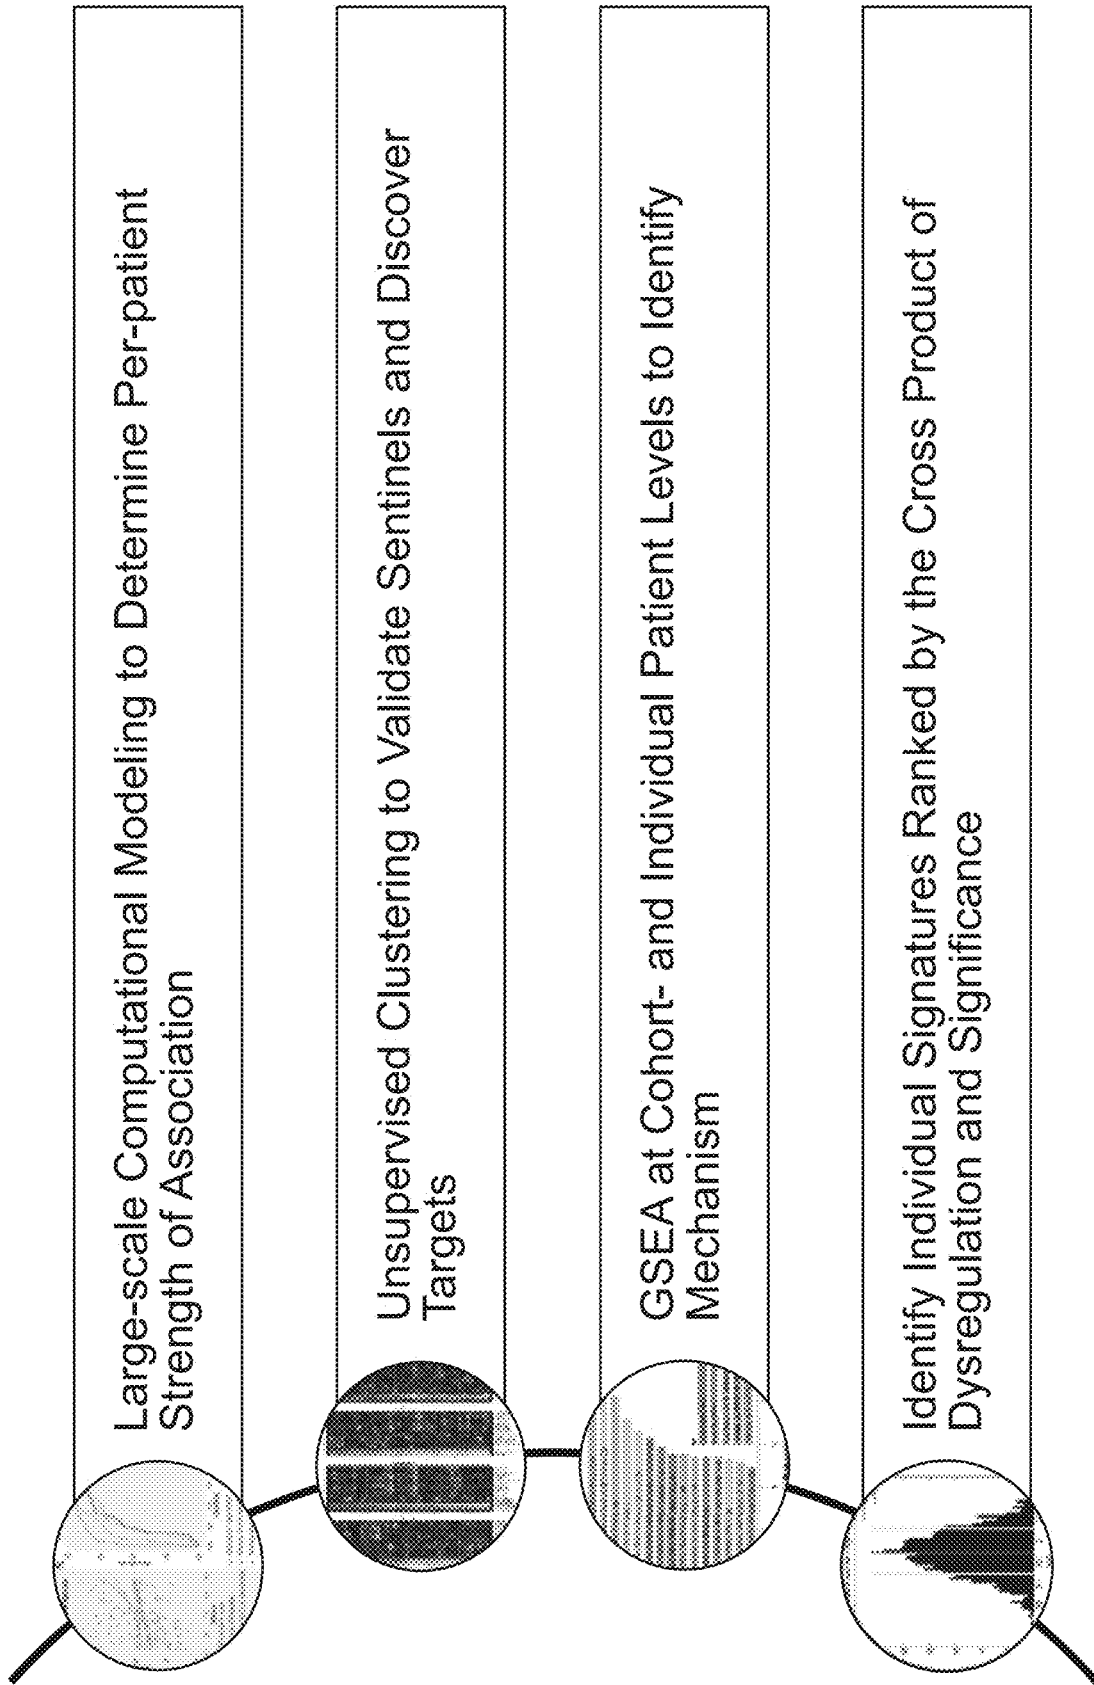 Large-scale Computational Modeling to Determine Per-patient
Strength of Association
Unsupervised Clustering to Validate Sentinels and Discover
Targets
GSEA at Cohort- and Individual Patient Levels to Identify
Mechanism
Identify Individual Signatures Ranked by the Cross Product of
Dysregulation and Significance